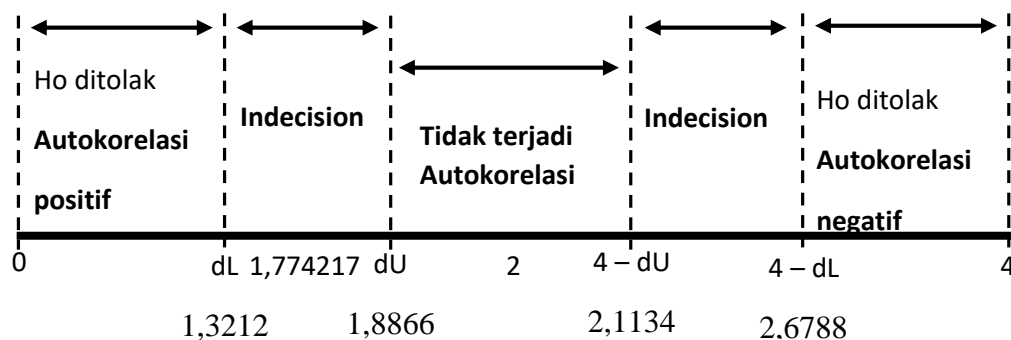 Ho ditolak
Autokorelasi
positif
Indecision
Tidak terjadi
Autokorelasi
Indecision
Ho ditolak
Autokorelasi
negatif
0 dL 1,774217 dU 2 4 – dU 4 – dL 4
1,3212 1,8866 2,1134 2,6788